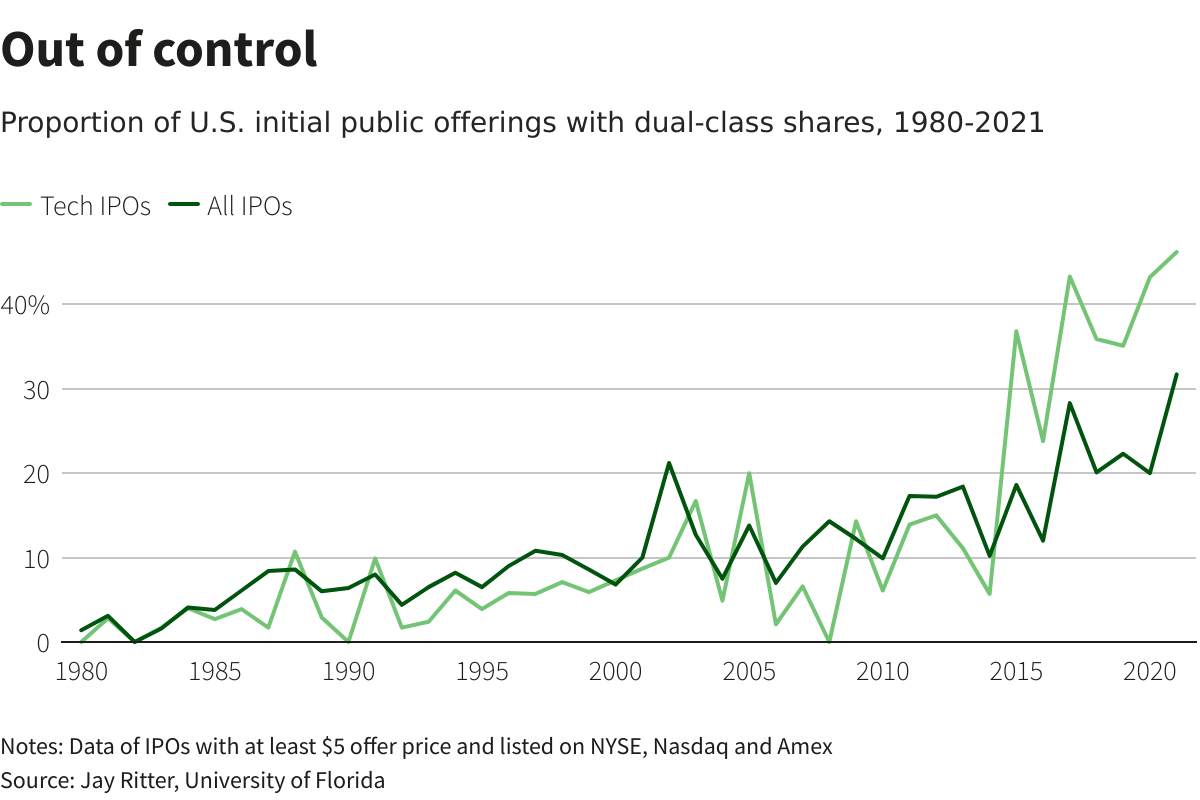 Out of control
Proportion of U.S. initial public offerings with dual-class shares, 1980-2021
Tech IPOs All IPOs
40%
30
20
10
0
1980 1985 1990 1995 2000 2005 2010 2015 2020
Notes: Data of IPOs with at least $5 offer price and listed on NYSE, Nasdaq and Amex
Source: Jay Ritter, University of Florida